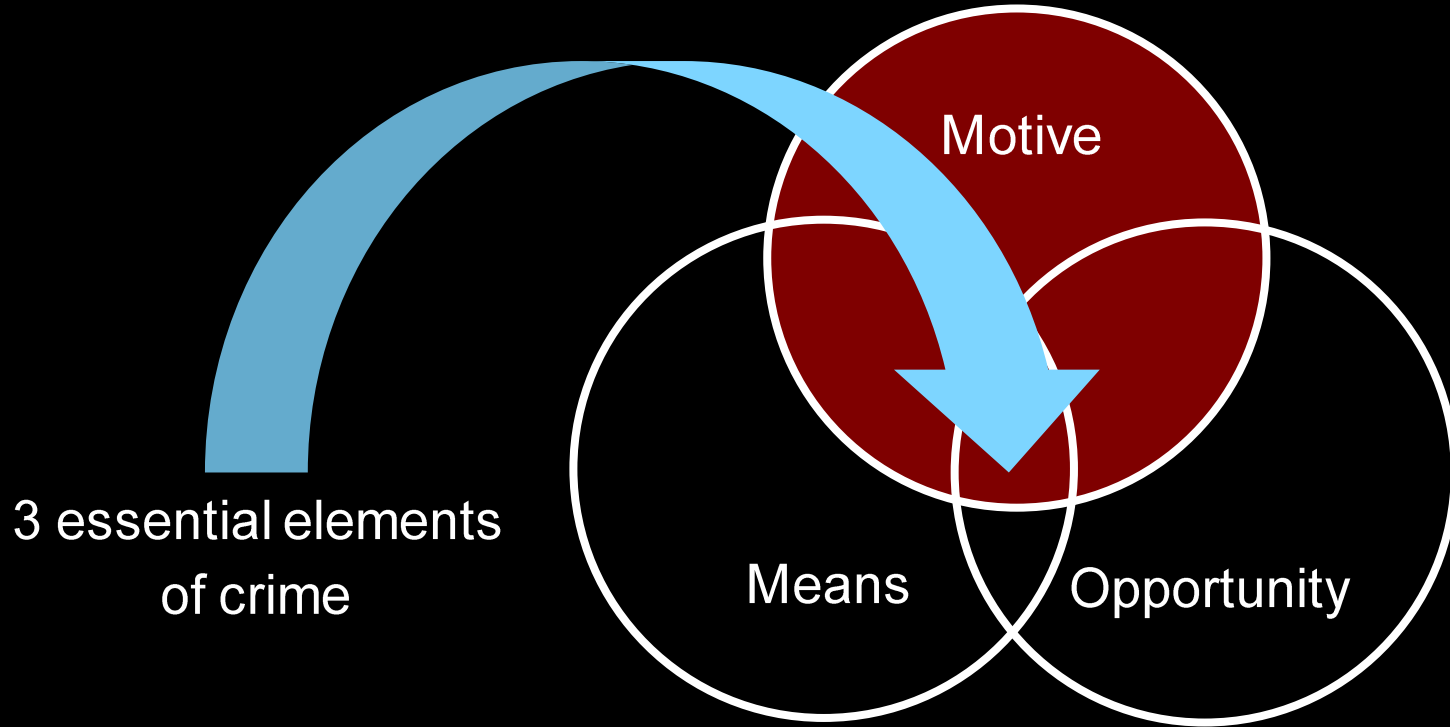 Motive
3 essential elements
of crime
Means
Opportunity